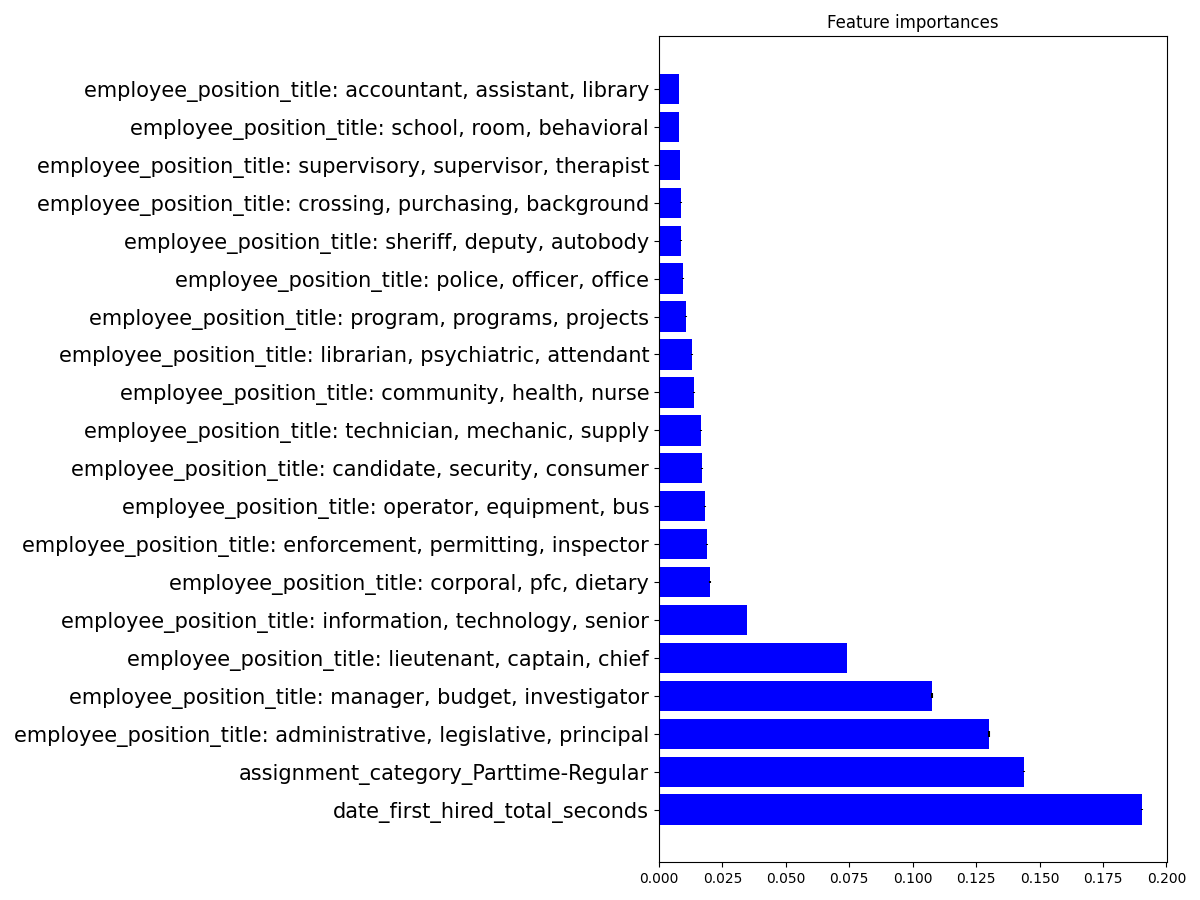 Feature importances
employee_position_title: accountant, assistant, library
employee_position_title: school, room, behavioral
employee_position_title: supervisory, supervisor, therapist
employee_position_title: crossing, purchasing, background
employee_position_title: sheriff, deputy, autobody
employee_position_title: police, officer, office
employee_position_title: program, programs, projects
employee_position_title: librarian, psychiatric, attendant
employee_position_title: community, health, nurse
employee_position_title: technician, mechanic, supply
employee_position_title: candidate, security, consumer
employee_position_title: operator, equipment, bus
employee_position_title: enforcement, permitting, inspector
employee_position_title: corporal, pfc, dietary
employee_position_title: information, technology, senior
employee_position_title: lieutenant, captain, chief
employee_position_title: manager, budget, investigator
employee_position_title: administrative, legislative, principal
assignment_category_Parttime-Regular
date_first_hired_total_seconds
0.000 0.025 0.050 0.075 0.100 0.125 0.150 0.175 0.200